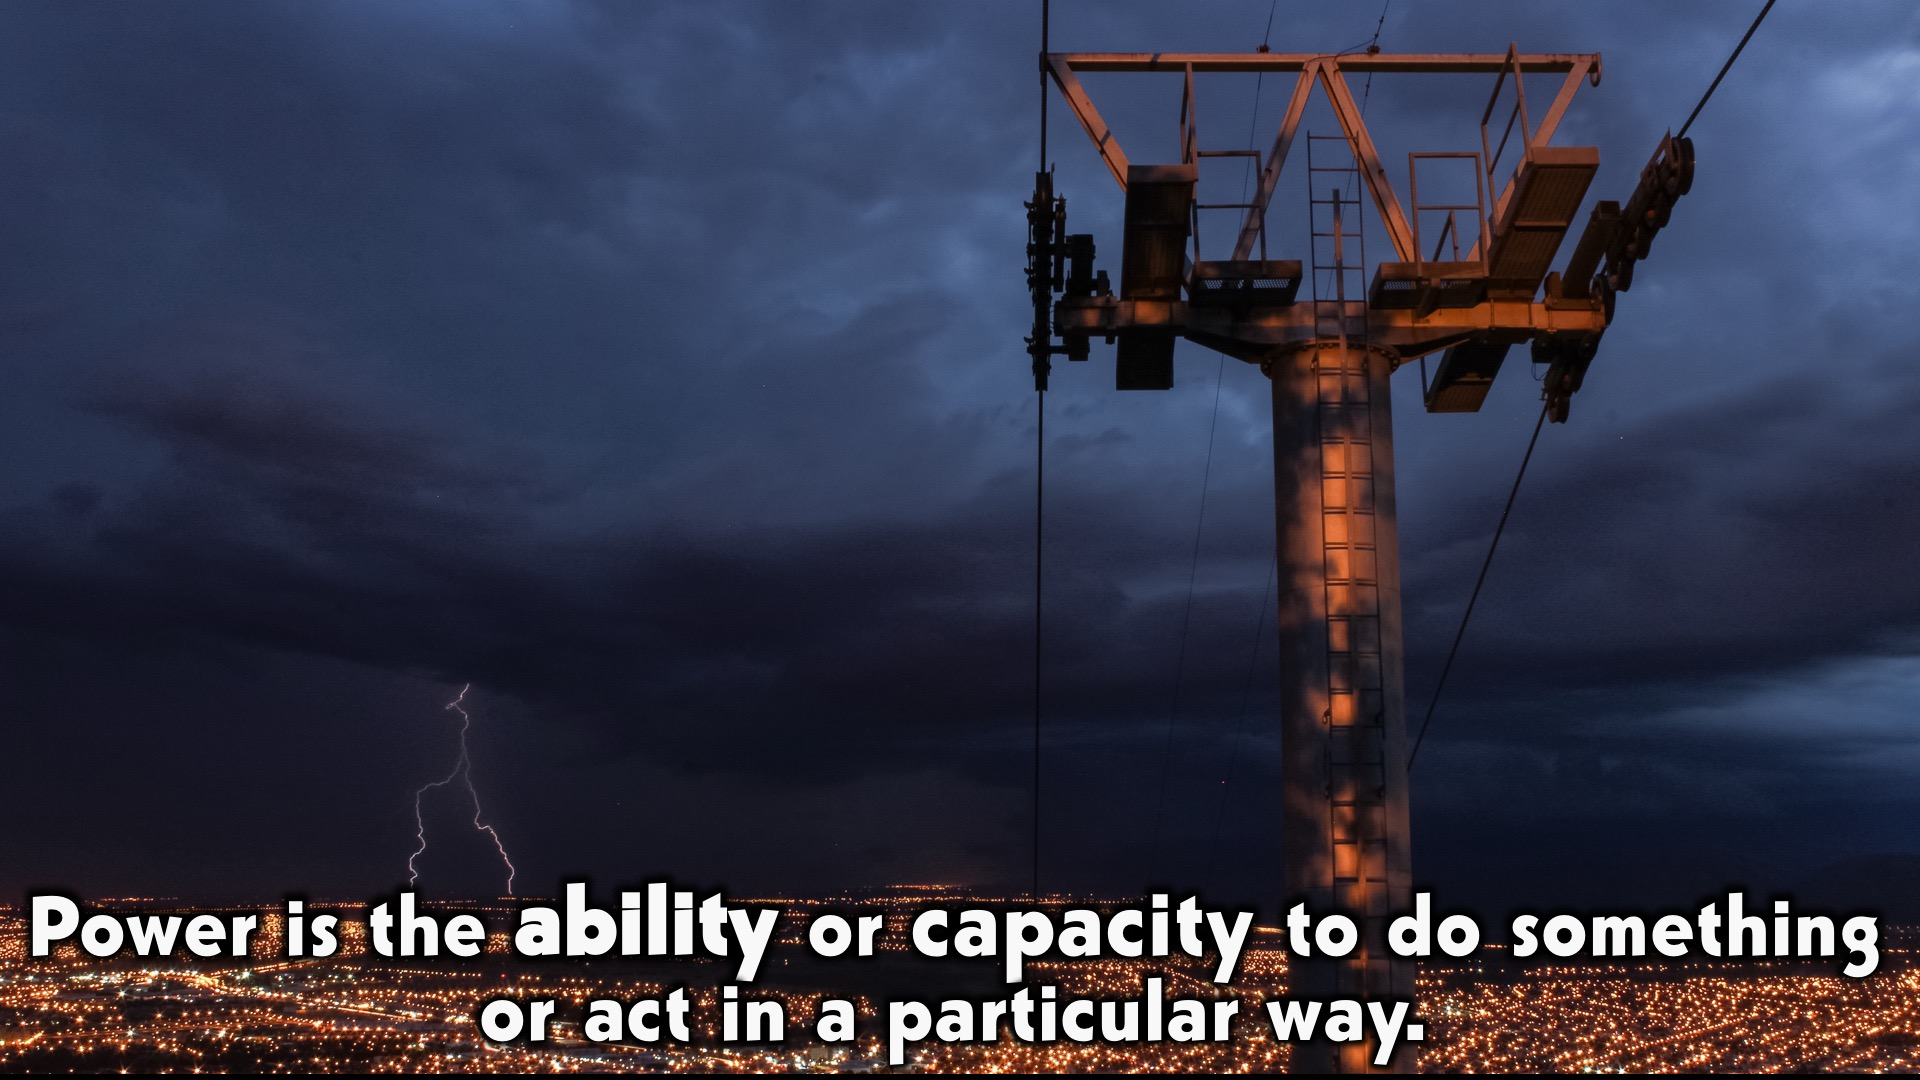 Power is the ability or capacity to do something
or act in a particular way.